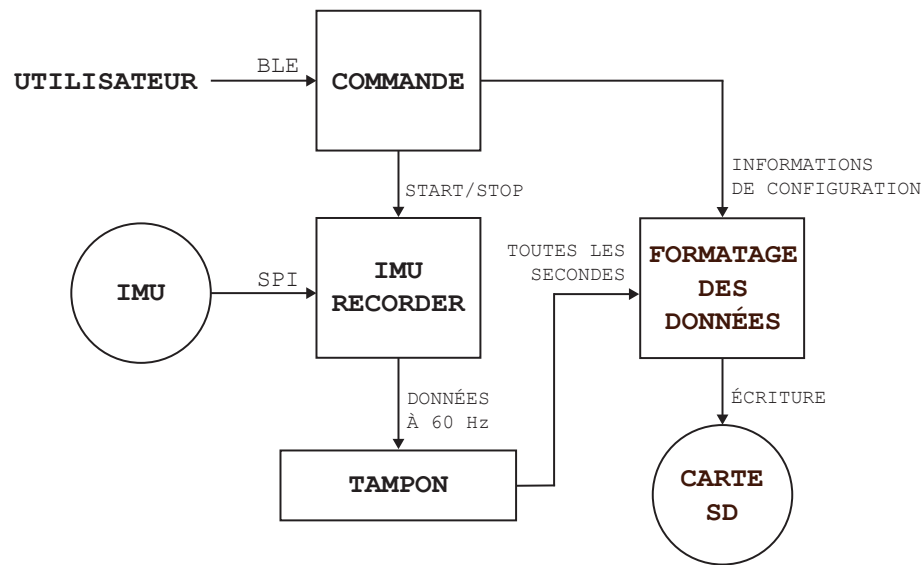 BLE
UTILISATEUR
COMMANDE
START/STOP
INFORMATIONS
DE CONFIGURATION
IMU
SPI
IMU
RECORDER
TOUTES LES
SECONDES
FORMATAGE
DES
DONNÉES
DONNÉES
À 60 Hz
ÉCRITURE
TAMPON
CARTE
SD